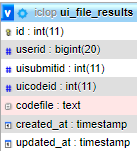 v iclop ui_file_results
id : int(11)
userid : bigint(20)
uisubmitid : int(11)
uicodeid : int(11)
codefile : text
created_at : timestamp
updated_at : timestamp